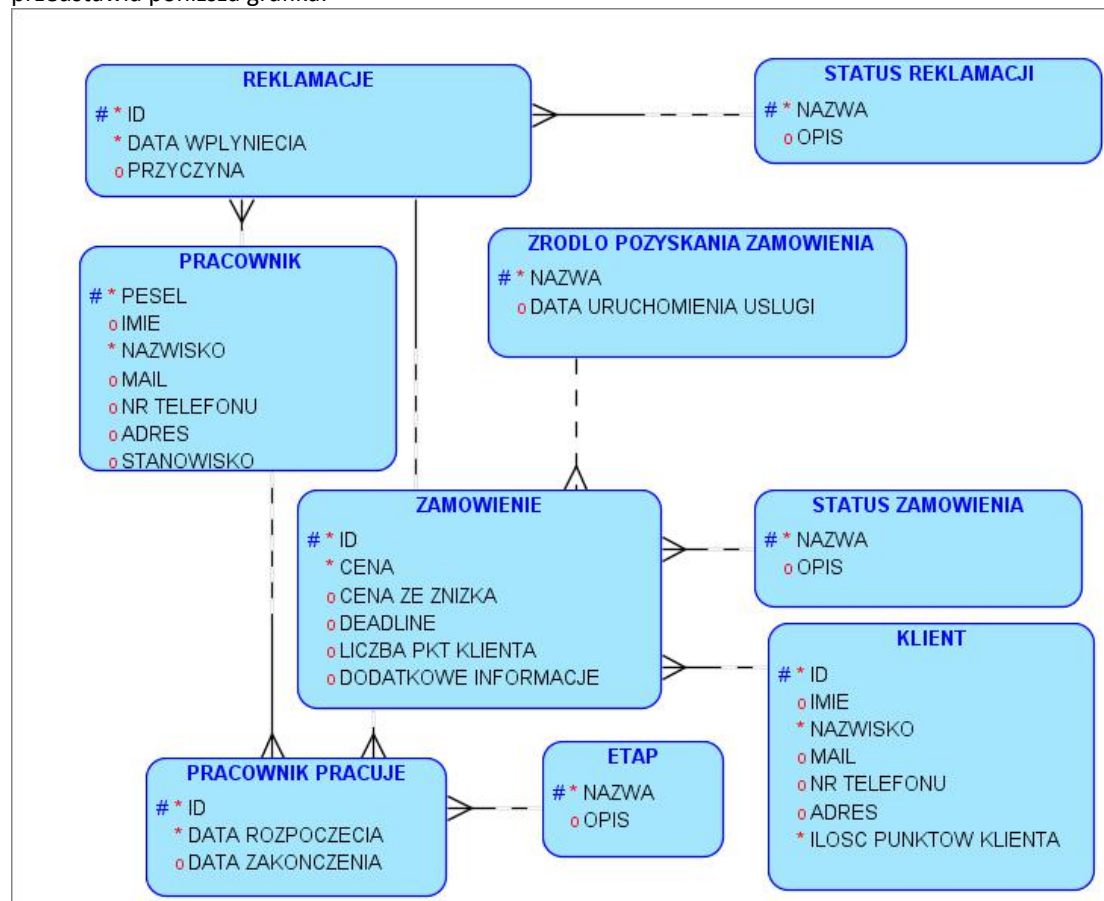 REKLAMACJE
# * ID
* DATA WPLYNIECIA
o PRZYCZYNA
STATUS REKLAMACJI
# * NAZWA
o OPIS
PRACOWNIK
# * PESEL
o IMIE
* NAZWISKO
o MAIL
o NR TELEFONU
o ADRES
o STANOWISKO
ZRODLO POZYSKANIA ZAMOWIENIA
# * NAZWA
o DATA URUCHOMIENIA USLUGI
ZAMOWIENIE
# * ID
* CENA
o CENA ZE ZNIZKA
o DEADLINE
o LICZBA PKT KLIENTA
o DODATKOWE INFORMACJE
STATUS ZAMOWIENIA
# * NAZWA
o OPIS
KLIENT
# * ID
o IMIE
* NAZWISKO
o MAIL
o NR TELEFONU
o ADRES
* ILOSC PUNKTOW KLIENTA
PRACOWNIK PRACUJE
# * ID
* DATA ROZPOCZECIA
o DATA ZAKONCZENIA
ETAP
# * NAZWA
o OPIS